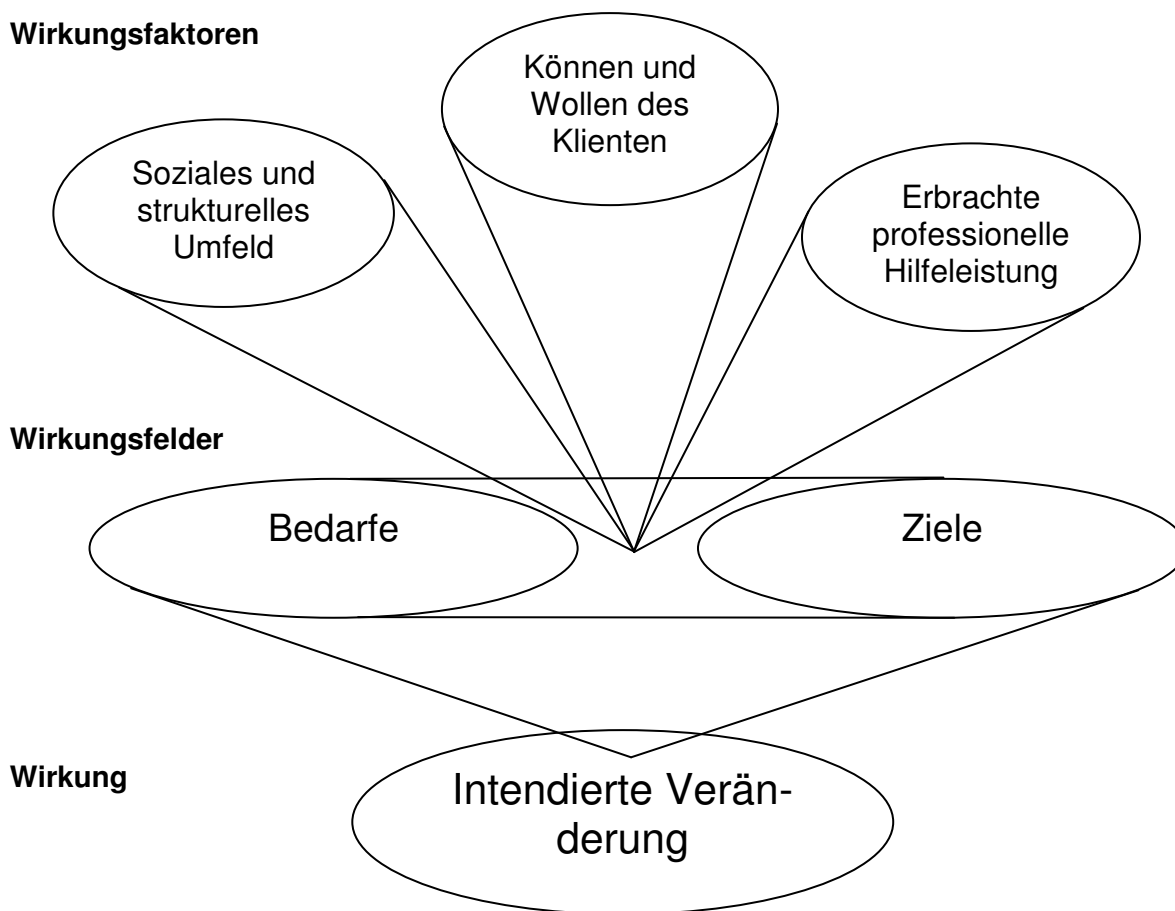 Wirkungsfaktoren
Können und
Wollen des
Klienten
Soziales und
strukturelles
Umfeld
Erbrachte
professionelle
Hilfeleistung
Wirkungsfelder
Bedarfe
Ziele
Wirkung
Intendierte Verän-
derung